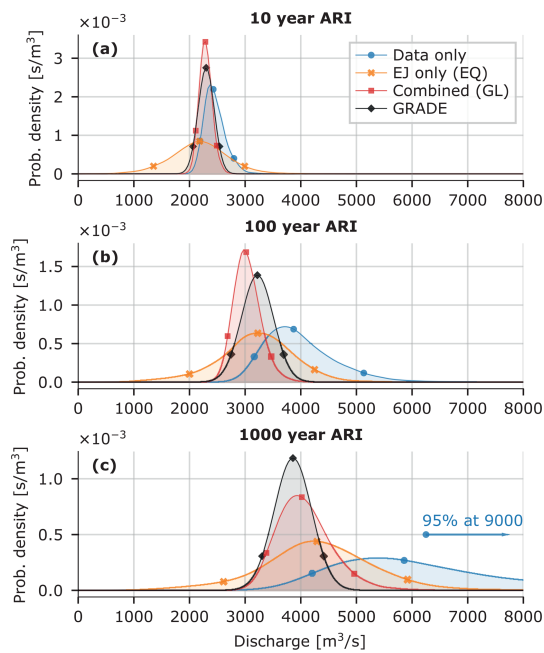 10 year ARI
×10⁻³
(a)
Prob. density [s/m³]
3
2
1
0
Data only
EJ only (EQ)
Combined (GL)
GRADE
0 1000 2000 3000 4000 5000 6000 7000 8000
100 year ARI
×10⁻³
(b)
Prob. density [s/m³]
1.5
1.0
0.5
0.0
0 1000 2000 3000 4000 5000 6000 7000 8000
1000 year ARI
×10⁻³
(c)
Prob. density [s/m³]
1.0
0.5
0.0
95% at 9000
0 1000 2000 3000 4000 5000 6000 7000 8000
Discharge [m³/s]